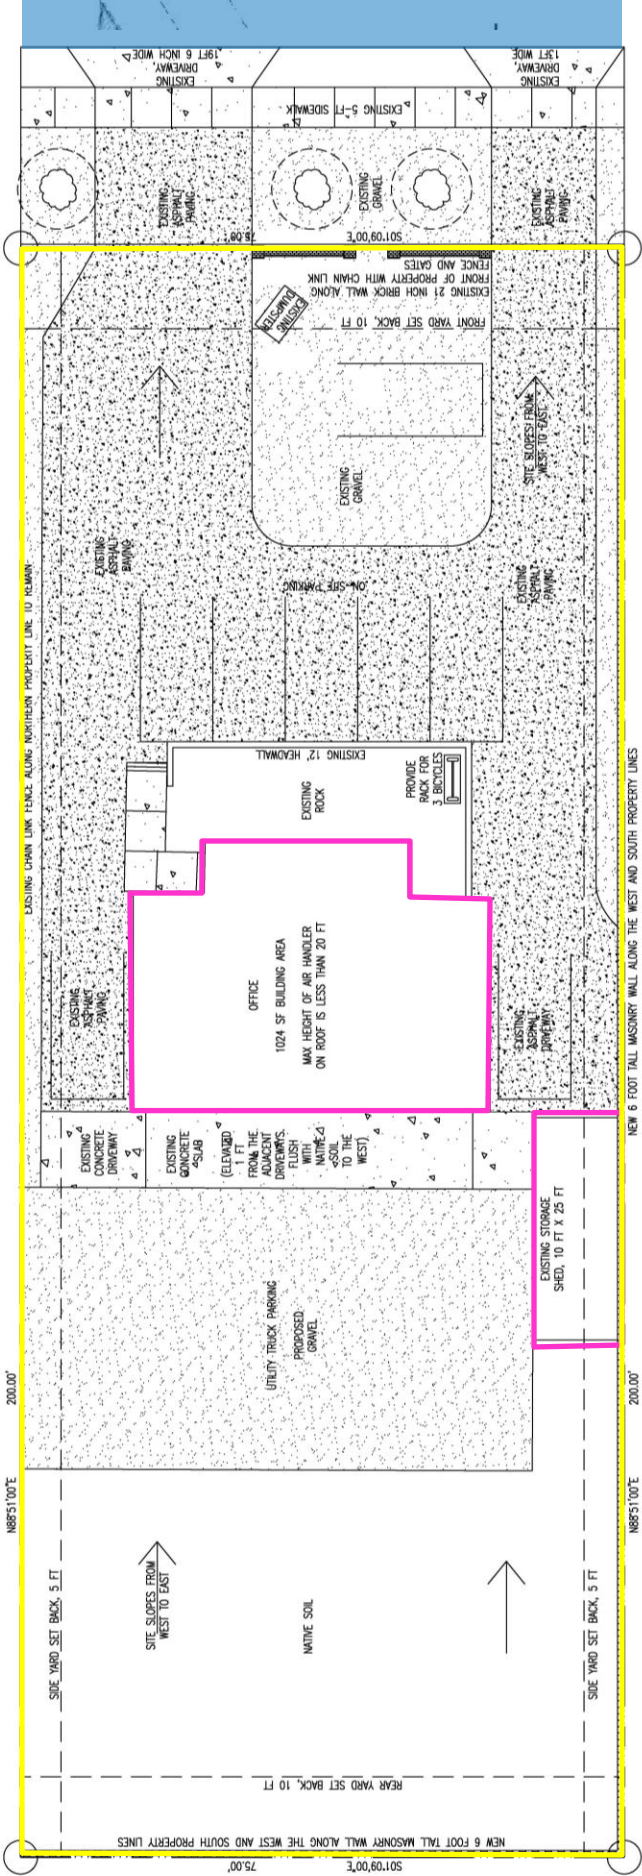 EXISTING
DRIVEWAY,
19FT 6 INCH WIDE
EXISTING
DRIVEWAY,
13FT WIDE
EXISTING 5-FT SIDEWALK
EXISTING
ASPHALT
PAVING
EXISTING
GRAVEL
EXISTING
ASPHALT
PAVING
75.00'
S01°09'00"E
EXISTING 21 INCH BRICK WALL ALONG
FRONT OF PROPERTY WITH CHAIN LINK
FENCE AND GATES
EXISTING
DUMPSTER
FRONT YARD SET BACK, 10 FT
SITE SLOPES FROM
WEST TO EAST
EXISTING
GRAVEL
EXISTING CHAIN LINK FENCE ALONG NORTHERN PROPERTY LINE TO REMAIN
EXISTING
ASPHALT
PAVING
ON-SITE PARKING
EXISTING
ASPHALT
PAVING
EXISTING 12' HEADWALL
EXISTING
ROCK
PROVIDE
RACK FOR
3 BICYCLES
OFFICE
1024 SF BUILDING AREA
MAX HEIGHT OF AIR HANDLER
ON ROOF IS LESS THAN 20 FT
EXISTING
ASPHALT
PAVING
EXISTING
ASPHALT
DRIVEWAY
NEW 6 FOOT TALL MASONRY WALL ALONG THE WEST AND SOUTH PROPERTY LINES
EXISTING
CONCRETE
DRIVEWAY
EXISTING
CONCRETE
SLAB
(ELEVATED
1 FT
FROM THE
ADJACENT
DRIVEWAYS.
FLUSH
WITH
NATIVE
SOIL
TO THE
WEST)
EXISTING STORAGE
SHED, 10 FT X 25 FT
UTILITY TRUCK PARKING
PROPOSED
GRAVEL
N88°51'00"E
200.00'
N88°51'00"E
200.00'
SIDE YARD SET BACK, 5 FT
SITE SLOPES FROM
WEST TO EAST
NATIVE SOIL
SIDE YARD SET BACK, 5 FT
REAR YARD SET BACK, 10 FT
NEW 6 FOOT TALL MASONRY WALL ALONG THE WEST AND SOUTH PROPERTY LINES
75.00'
S01°09'00"E